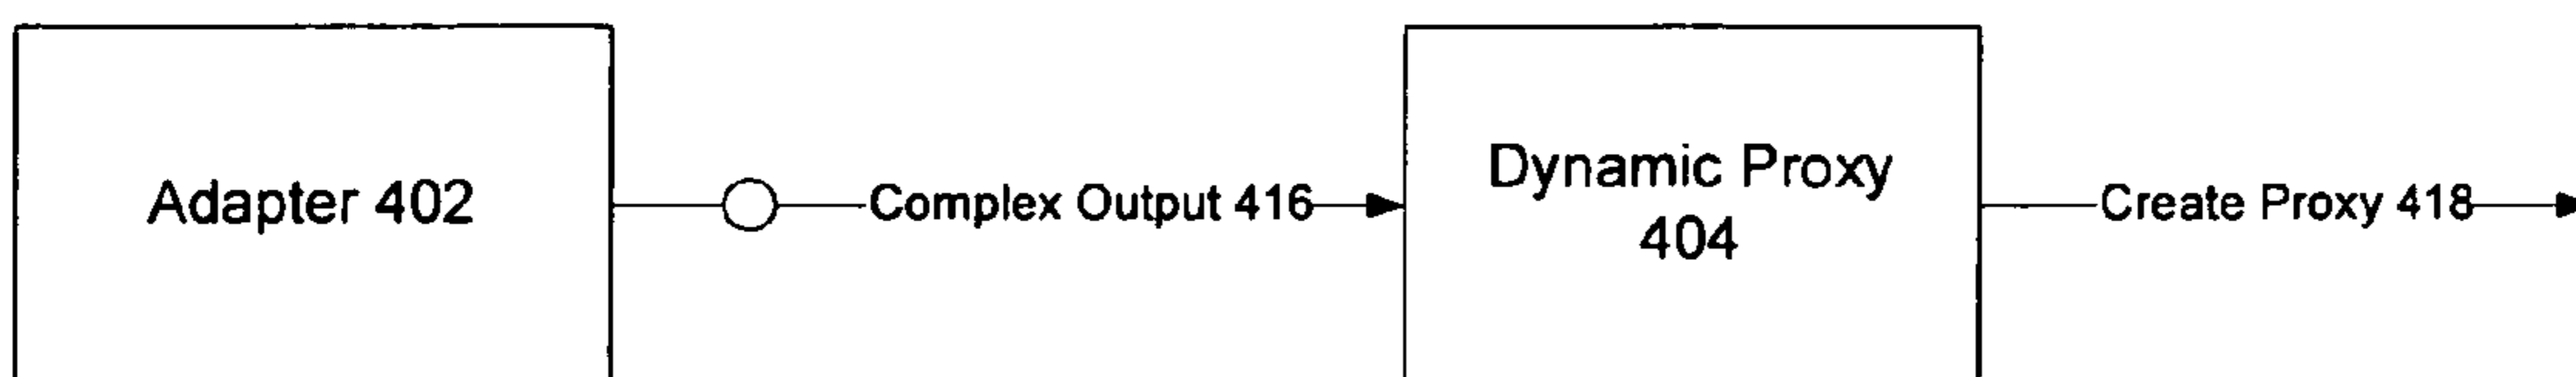 Adapter 402
Complex Output 416
Dynamic Proxy
404
Create Proxy 418